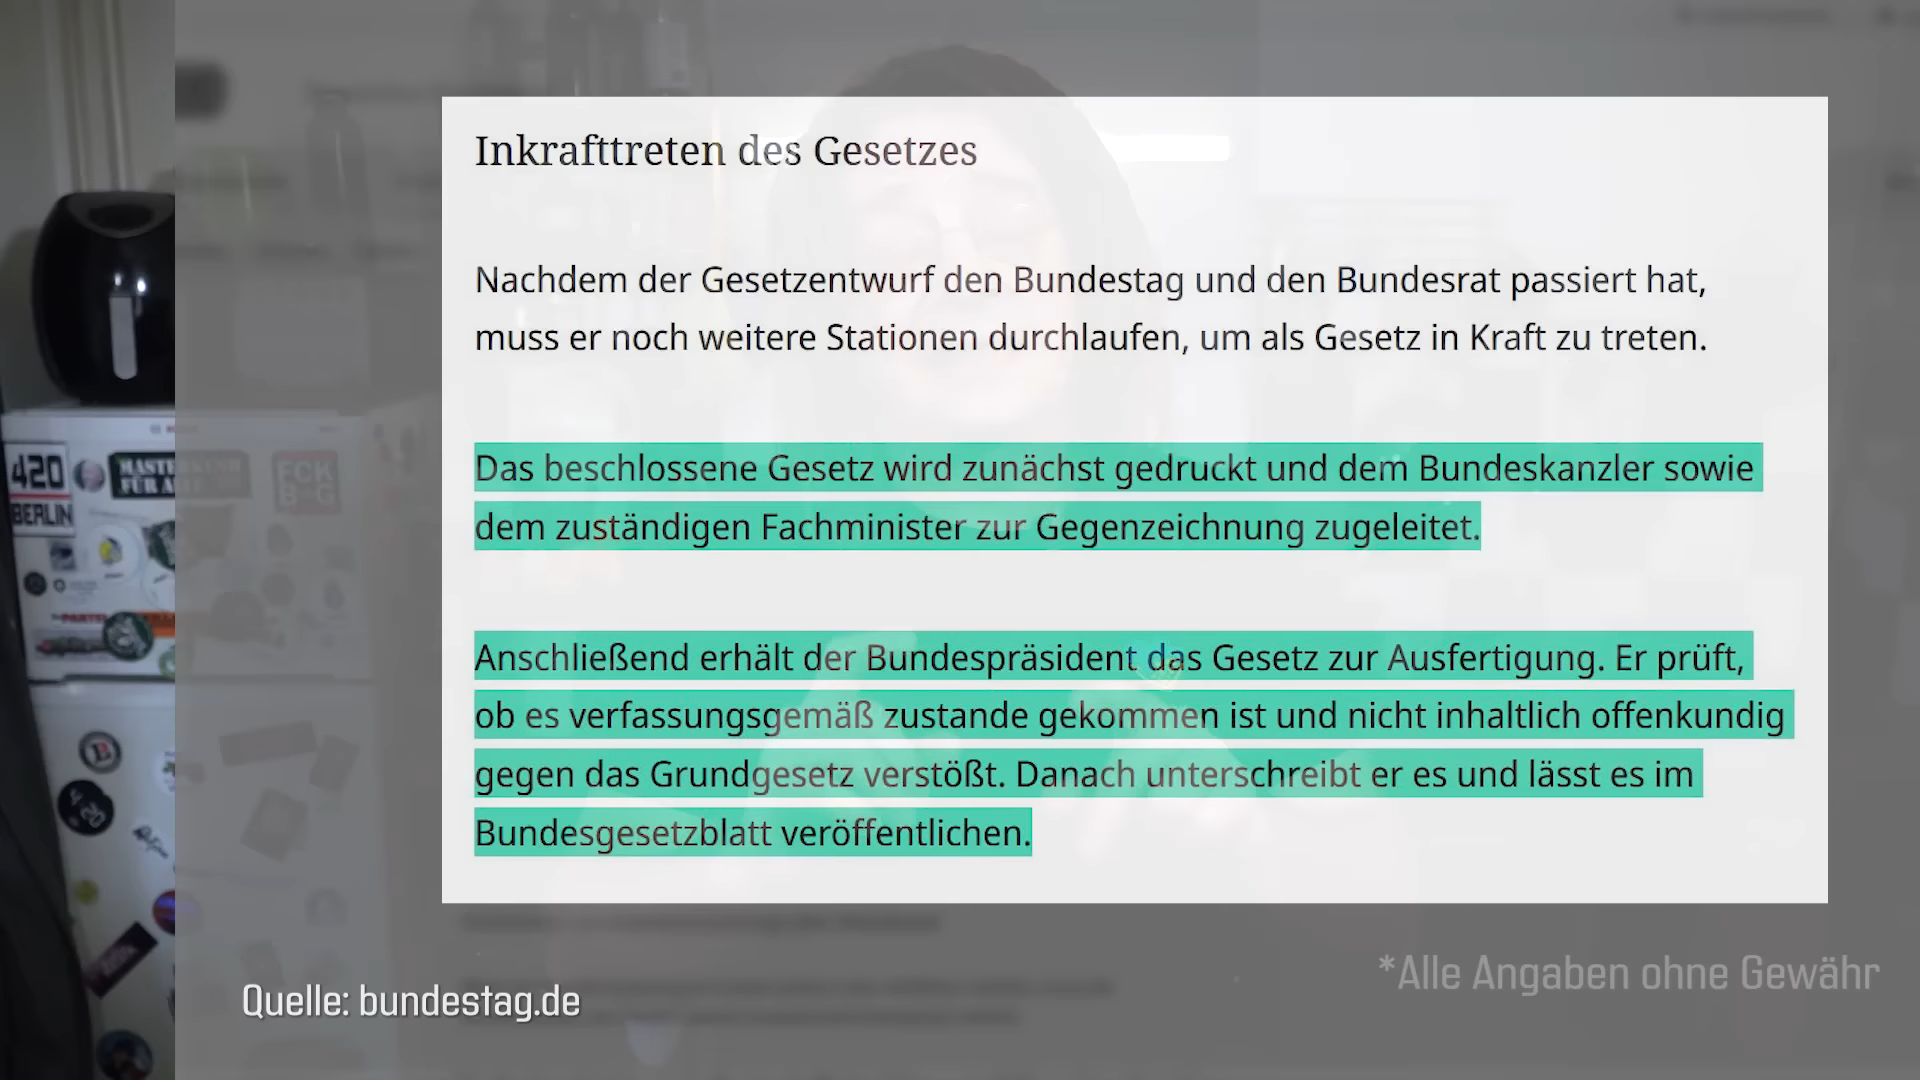 Inkrafttreten des Gesetzes
Nachdem der Gesetzentwurf den Bundestag und den Bundesrat passiert hat,
muss er noch weitere Stationen durchlaufen, um als Gesetz in Kraft zu treten.
Das beschlossene Gesetz wird zunächst gedruckt und dem Bundeskanzler sowie
dem zuständigen Fachminister zur Gegenzeichnung zugeleitet.
Anschließend erhält der Bundespräsident das Gesetz zur Ausfertigung. Er prüft,
ob es verfassungsgemäß zustande gekommen ist und nicht inhaltlich offenkundig
gegen das Grundgesetz verstößt. Danach unterschreibt er es und lässt es im
Bundesgesetzblatt veröffentlichen.
*Alle Angaben ohne Gewähr
Quelle: bundestag.de
420
BERLIN
FCK